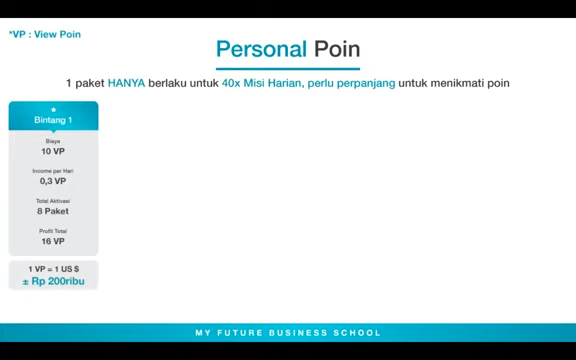 *VP : View Poin
Personal Poin
1 paket HANYA berlaku untuk 40x Misi Harian, perlu perpanjang untuk menikmati poin
Bintang 1
Biaya
10 VP
Income per Hari
0,3 VP
Total Aktivasi
8 Paket
Profit Total
16 VP
1 VP = 1 US $
± Rp 200ribu
MY FUTURE BUSINESS SCHOOL